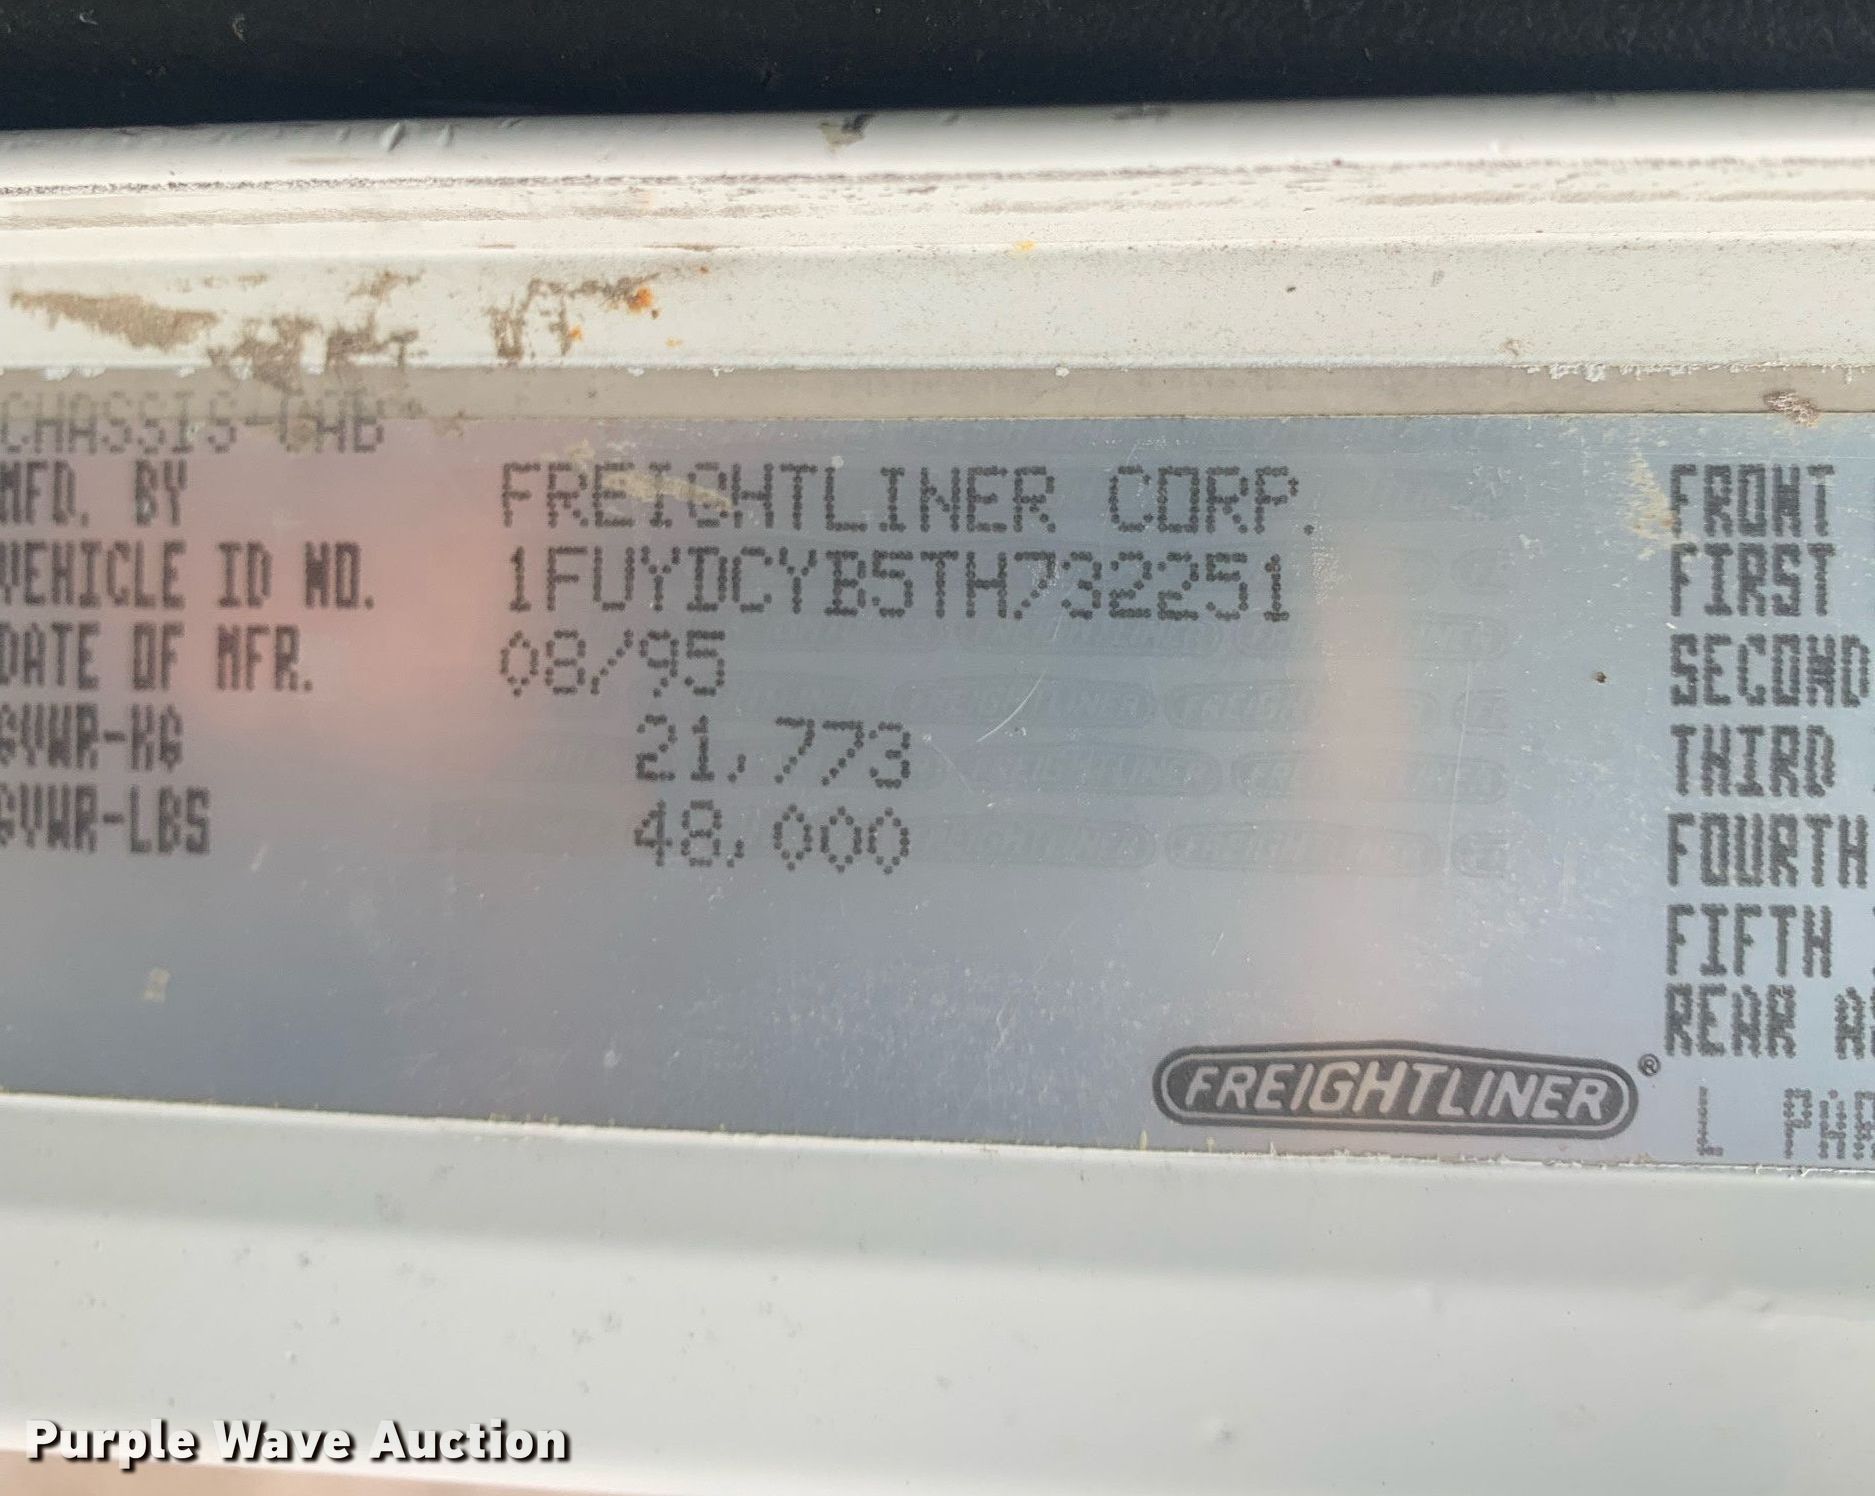 CHASSIS-CAB
MFD. BY FREIGHTLINER CORP.
VEHICLE ID NO. 1FUYDCYB5TH732251
DATE OF MFR. 08/95
GVWR-KG 21,773
GVWR-LBS 48,000
FRONT
FIRST
SECOND
THIRD
FOURTH
FIFTH
REAR
FREIGHTLINER®
Purple Wave Auction